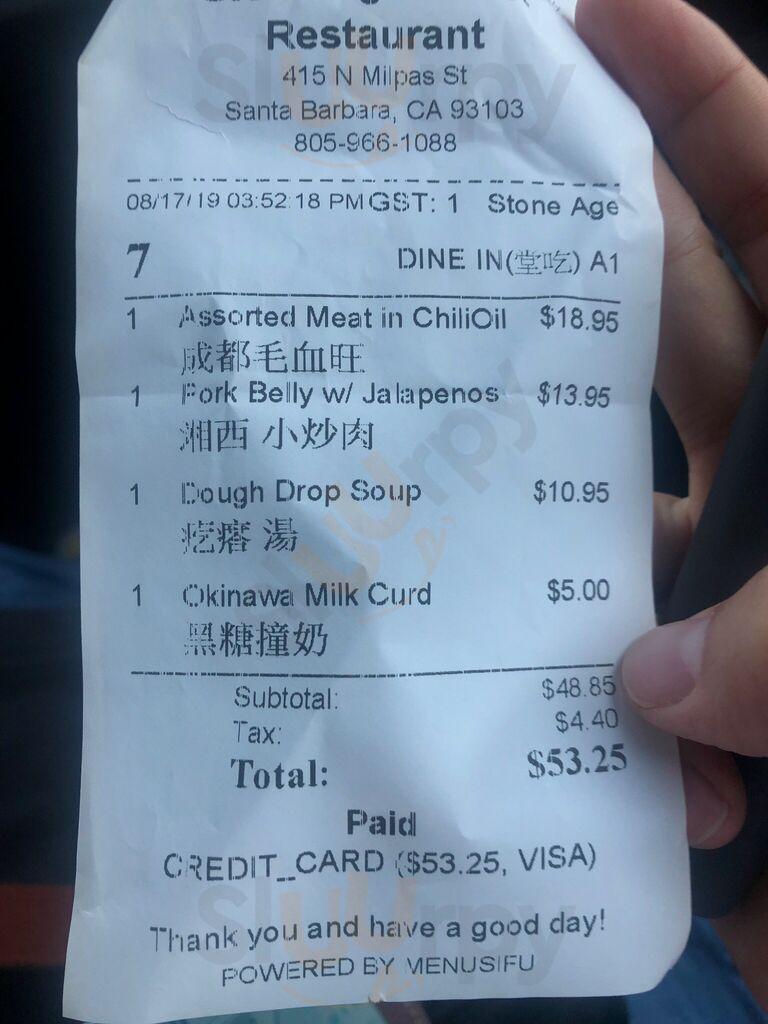 Restaurant
415 N Milpas St
Santa Barbara, CA 93103
805-966-1088
08/17/19 03:52:18 PM GST: 1 Stone Age
7 DINE IN(堂吃) A1
1 Assorted Meat in ChiliOil $18.95
成都毛血旺
1 Pork Belly w/ Jalapenos $13.95
湘西 小炒肉
1 Dough Drop Soup $10.95
疙瘩 湯
1 Okinawa Milk Curd $5.00
黑糖撞奶
Subtotal: $48.85
Tax: $4.40
Total: $53.25
Paid
CREDIT_CARD ($53.25, VISA)
Thank you and have a good day!
POWERED BY MENUSIFU
Sluurpy
Sluurpy
Sluurpy